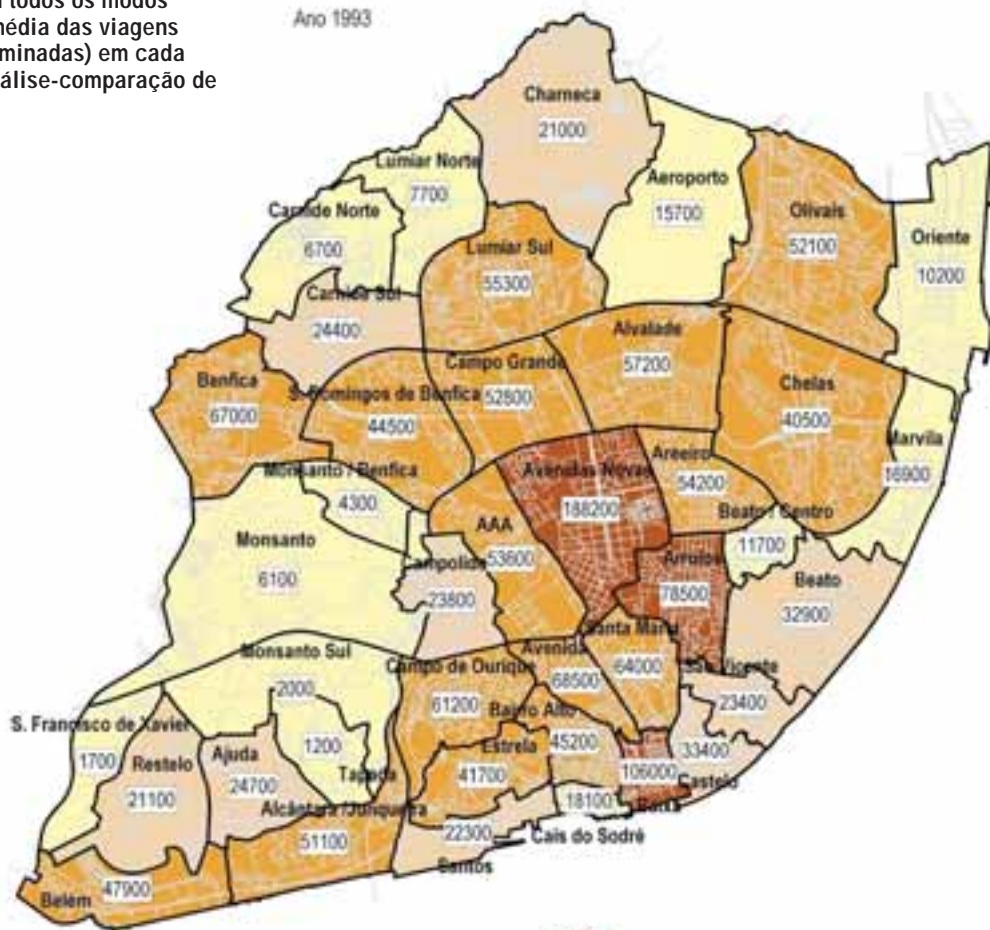 todos os modos
média das viagens
minadas) em cada
álise-comparação de
Ano 1993
Charneca
21000
Lumiar Norte
7700
Aeroporto
15700
Carnide Norte
6700
Olivais
52100
Oriente
10200
Lumiar Sul
55300
Carnide Sul
24400
Alvalade
57200
Campo Grande
52800
Benfica
67000
S. Domingos de Benfica
44500
Chelas
40500
Marvila
16900
Monsanto / Benfica
4300
Avenidas Novas
188200
Areeiro
54200
Beato / Centro
11700
AAA
53600
Monsanto
6100
Campolide
23800
Arroios
78500
Beato
32900
Santa Maria
64000
Monsanto Sul
2000
Campo de Ourique
61200
Avenida
68500
São Vicente
23400
S. Francisco de Xavier
1700
Bairro Alto
45200
Restelo
21100
Ajuda
24700
1200
Tapada
Estrela
41700
33400
Castelo
106000
Baixa
Alcântara /Junqueira
51100
18100
Cais do Sodré
22300
Santos
Belém
47900